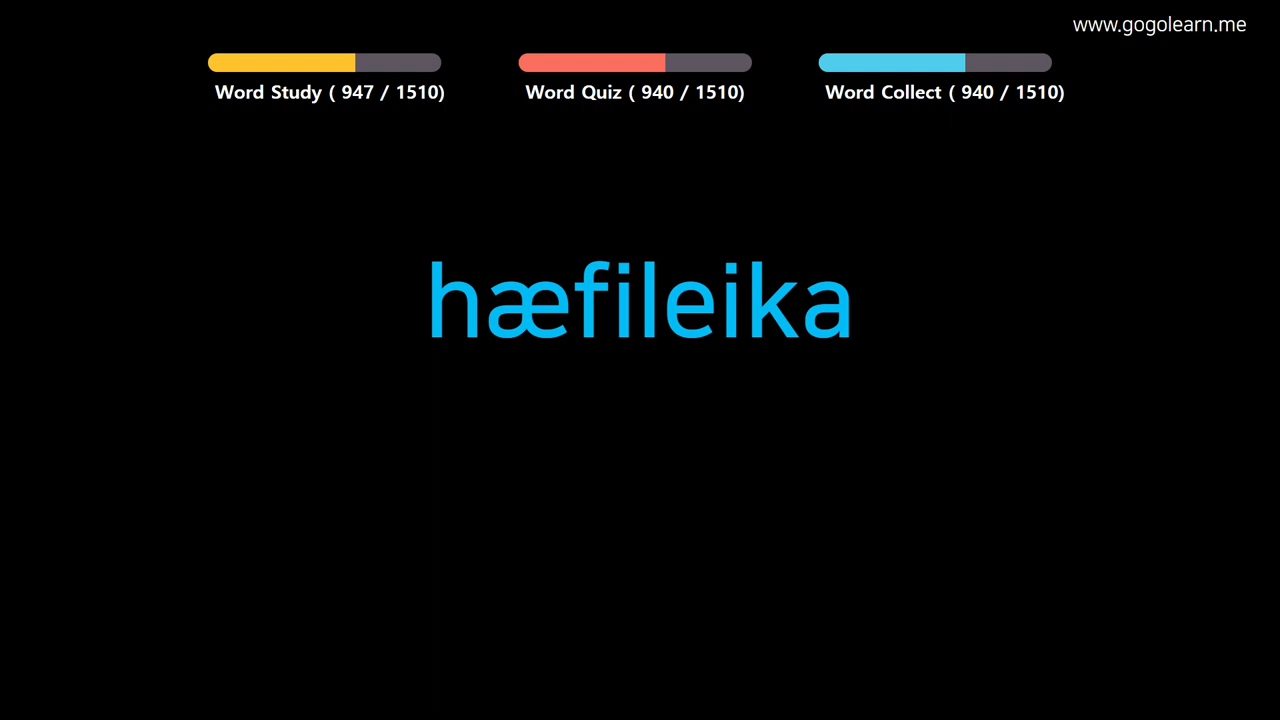 www.gogolearn.me
Word Study ( 947 / 1510)
Word Quiz ( 940 / 1510)
Word Collect ( 940 / 1510)
hæfileika